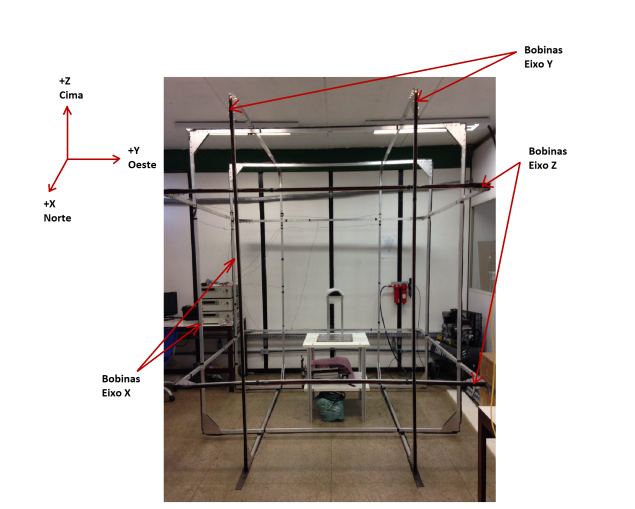 Bobinas
Eixo Y
+Z
Cima
+Y
Oeste
+X
Norte
Bobinas
Eixo Z
Bobinas
Eixo X